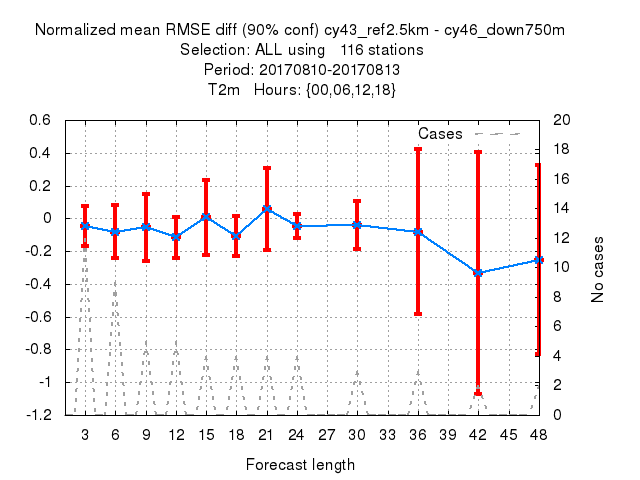 Normalized mean RMSE diff (90% conf) cy43_ref2.5km - cy46_down750m
Selection: ALL using 116 stations
Period: 20170810-20170813
T2m Hours: {00,06,12,18}
Cases
0.6
0.4
0.2
0
-0.2
-0.4
-0.6
-0.8
-1
-1.2
20
18
16
14
12
10
8
6
4
2
0
No cases
3 6 9 12 15 18 21 24 27 30 33 36 39 42 45 48
Forecast length